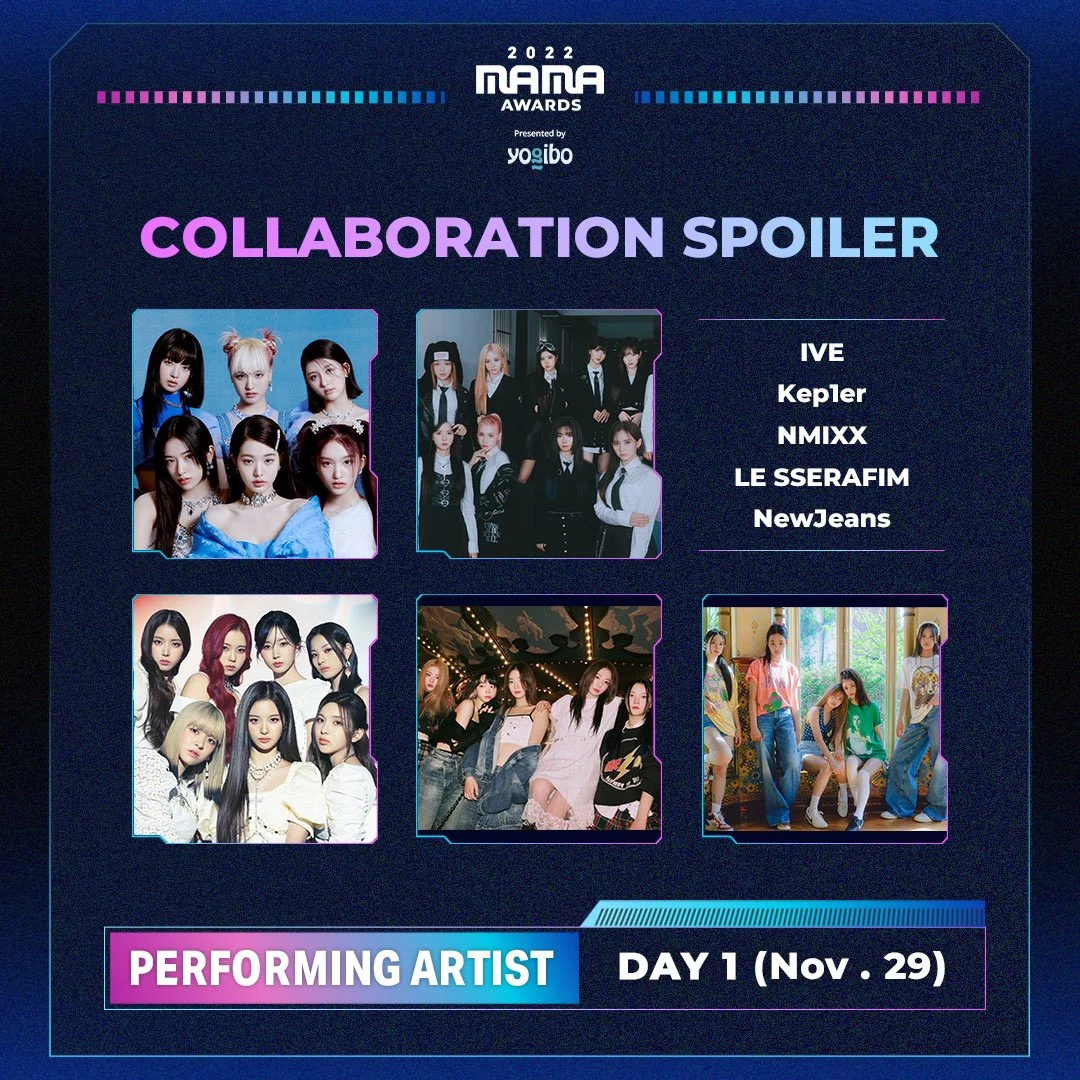 2022
MAMA
AWARDS
Presented by
yogibo
COLLABORATION SPOILER
IVE
Kep1er
NMIXX
LE SSERAFIM
NewJeans
PERFORMING ARTIST
DAY 1 (Nov . 29)